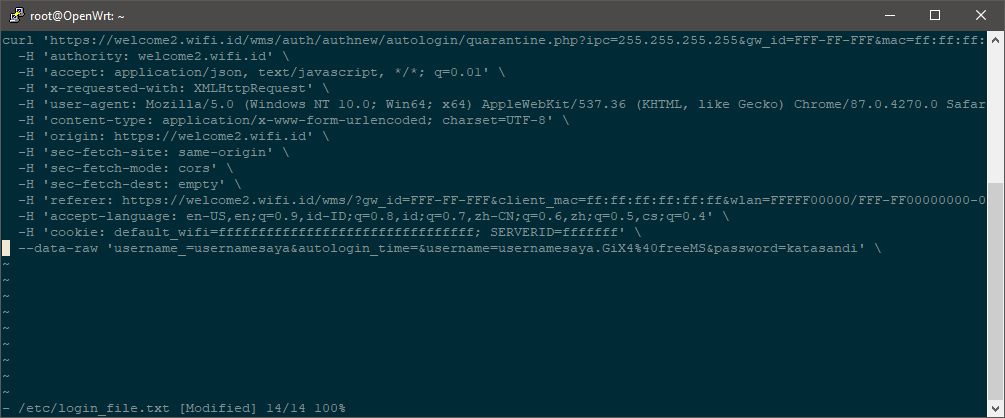 root@OpenWrt: ~
curl 'https://welcome2.wifi.id/wms/auth/authnew/autologin/quarantine.php?ipc=255.255.255.255&gw_id=FFF-FF-FFF&mac=ff:ff:ff:
-H 'authority: welcome2.wifi.id' \
-H 'accept: application/json, text/javascript, */*; q=0.01' \
-H 'x-requested-with: XMLHttpRequest' \
-H 'user-agent: Mozilla/5.0 (Windows NT 10.0; Win64; x64) AppleWebKit/537.36 (KHTML, like Gecko) Chrome/87.0.4270.0 Safar
-H 'content-type: application/x-www-form-urlencoded; charset=UTF-8' \
-H 'origin: https://welcome2.wifi.id' \
-H 'sec-fetch-site: same-origin' \
-H 'sec-fetch-mode: cors' \
-H 'sec-fetch-dest: empty' \
-H 'referer: https://welcome2.wifi.id/wms/?gw_id=FFF-FF-FFF&client_mac=ff:ff:ff:ff:ff:ff&wlan=FFFFF00000/FFF-FF00000000-0
-H 'accept-language: en-US,en;q=0.9,id-ID;q=0.8,id;q=0.7,zh-CN;q=0.6,zh;q=0.5,cs;q=0.4' \
-H 'cookie: default_wifi=ffffffffffffffffffffffffffffffff; SERVERID=fffffff' \
--data-raw 'username_=usernamesaya&autologin_time=&username=usernamesaya.GiX4%40freeMS&password=katasandi' \
~
~
~
~
~
~
~
~
~
- /etc/login_file.txt [Modified] 14/14 100%